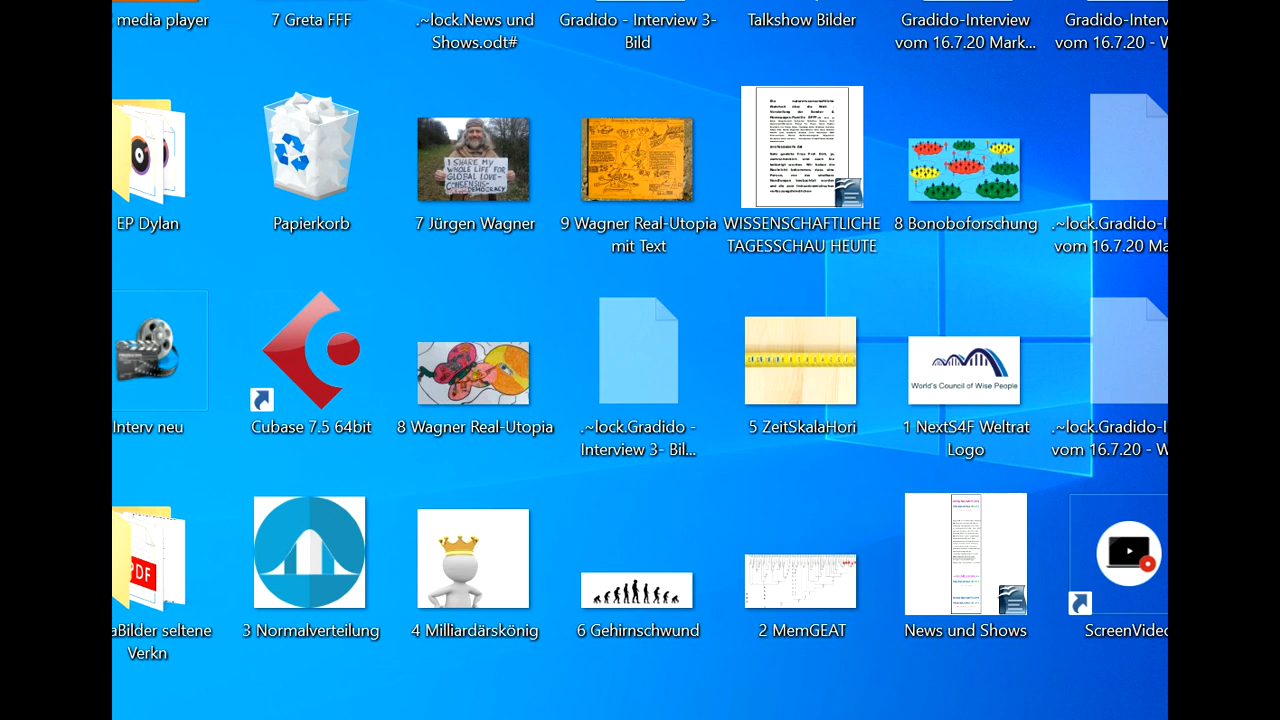 media player
7 Greta FFF
.~lock.News und
Shows.odt#
Gradido - Interview 3-
Bild
Talkshow Bilder
Gradido-Interview
vom 16.7.20 Mark...
Gradido-Interv
vom 16.7.20 - W
EP Dylan
Papierkorb
I SHARE MY
WHOLE LIFE FOR
GLOBAL LOVE-
CONSENSUS-
DEMOCRACY
7 Jürgen Wagner
9 Wagner Real-Utopia
mit Text
WISSENSCHAFTLICHE
TAGESSCHAU HEUTE
8 Bonoboforschung
.~lock.Gradido-I
vom 16.7.20 Ma
Interv neu
Cubase 7.5 64bit
8 Wagner Real-Utopia
.~lock.Gradido -
Interview 3- Bil...
5 ZeitSkalaHori
World's Council of Wise People
1 NextS4F Weltrat
Logo
.~lock.Gradido-I
vom 16.7.20 - W
PDF
aBilder seltene
Verkn
3 Normalverteilung
4 Milliardärskönig
6 Gehirnschwund
2 MemGEAT
News und Shows
ScreenVideo